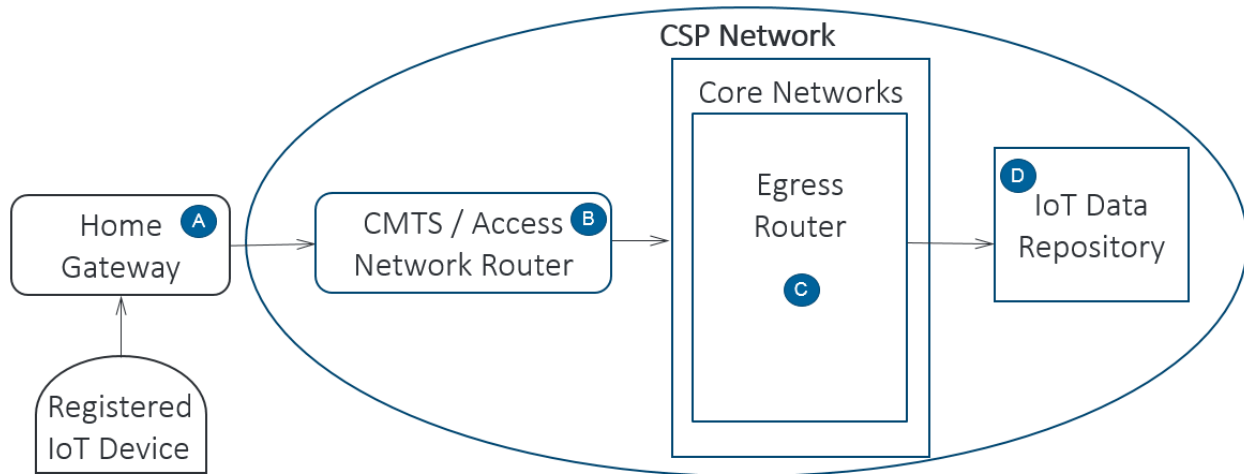 CSP Network
Core Networks
Home
Gateway
A
CMTS / Access
Network Router
B
Egress
Router
C
D
IoT Data
Repository
Registered
IoT Device